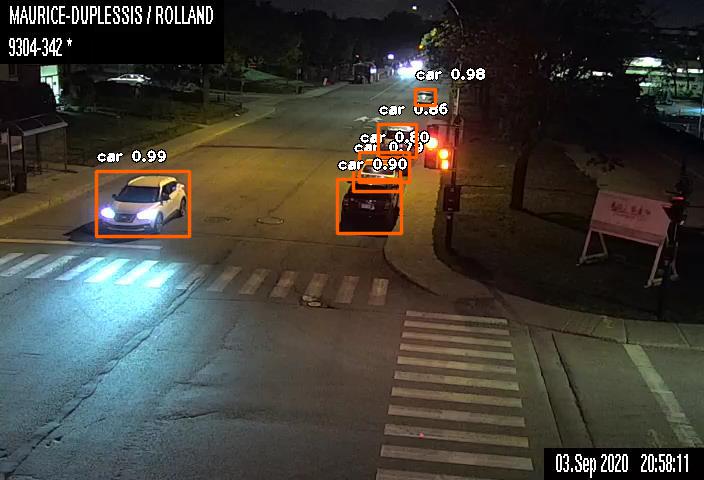 MAURICE-DUPLESSIS / ROLLAND
9304-342 *
car 0.98
car 0.86
car 0.80
car 0.79
car 0.99
car 0.90
03.Sep 2020 20:58:11